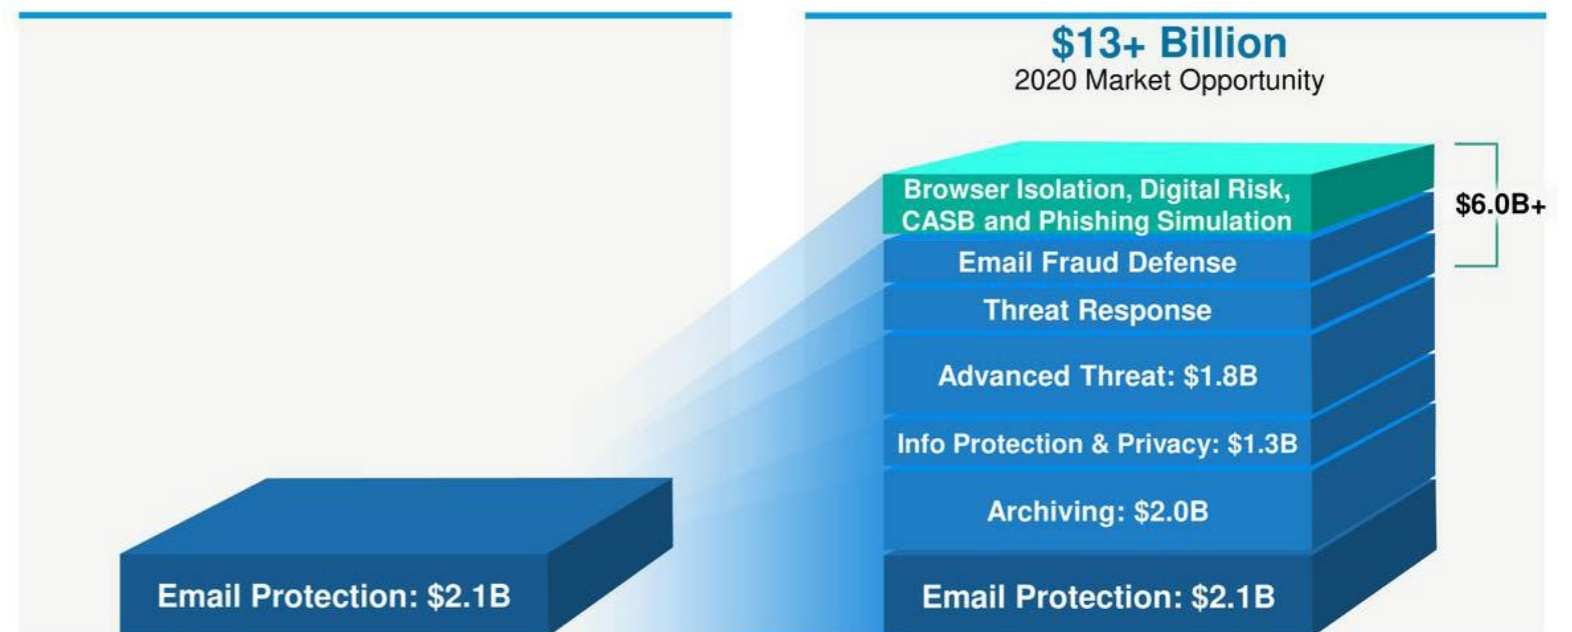 $13+ Billion
2020 Market Opportunity
Browser Isolation, Digital Risk,
CASB and Phishing Simulation
$6.0B+
Email Fraud Defense
Threat Response
Advanced Threat: $1.8B
Info Protection & Privacy: $1.3B
Archiving: $2.0B
Email Protection: $2.1B
Email Protection: $2.1B